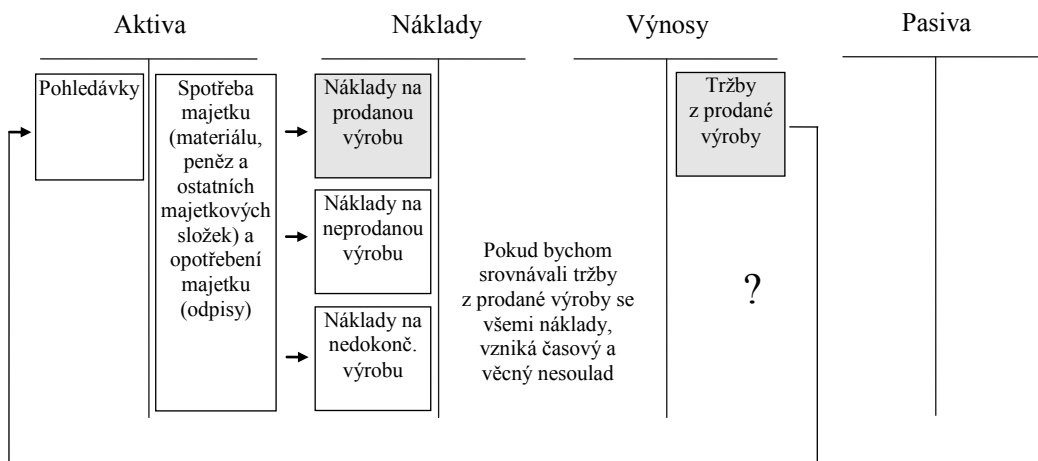 Aktiva
Náklady
Výnosy
Pasiva
Pohledávky
Spotřeba
majetku
(materiálu,
peněz a
ostatních
majetkových
složek) a
opotřebení
majetku
(odpisy)
Náklady na
prodanou
výrobu
Náklady na
neprodanou
výrobu
Náklady na
nedokonč.
výrobu
Pokud bychom
srovnávali tržby
z prodané výroby se
všemi náklady,
vzniká časový a
věcný nesoulad
Tržby
z prodané
výroby
?